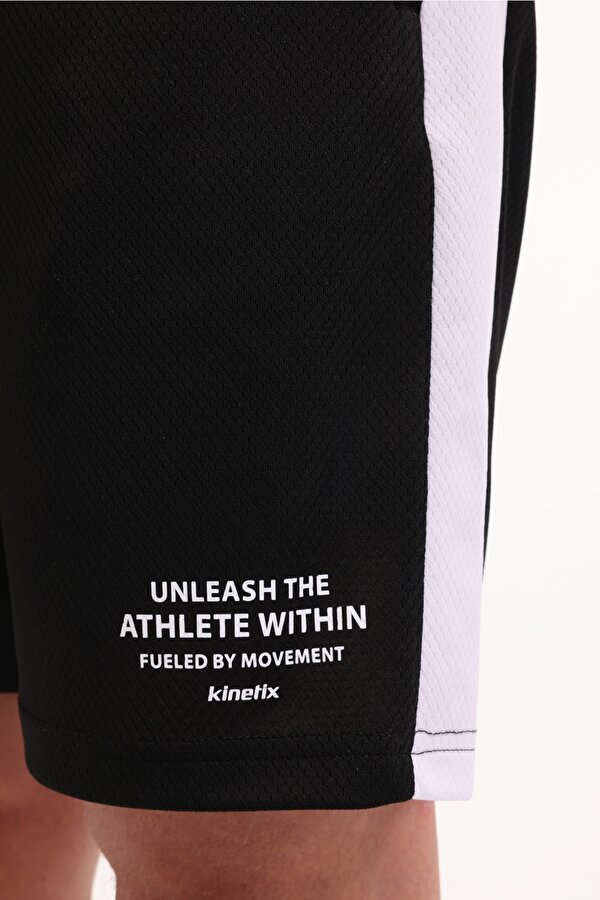 UNLEASH THE
ATHLETE WITHIN
FUELED BY MOVEMENT
kinetix